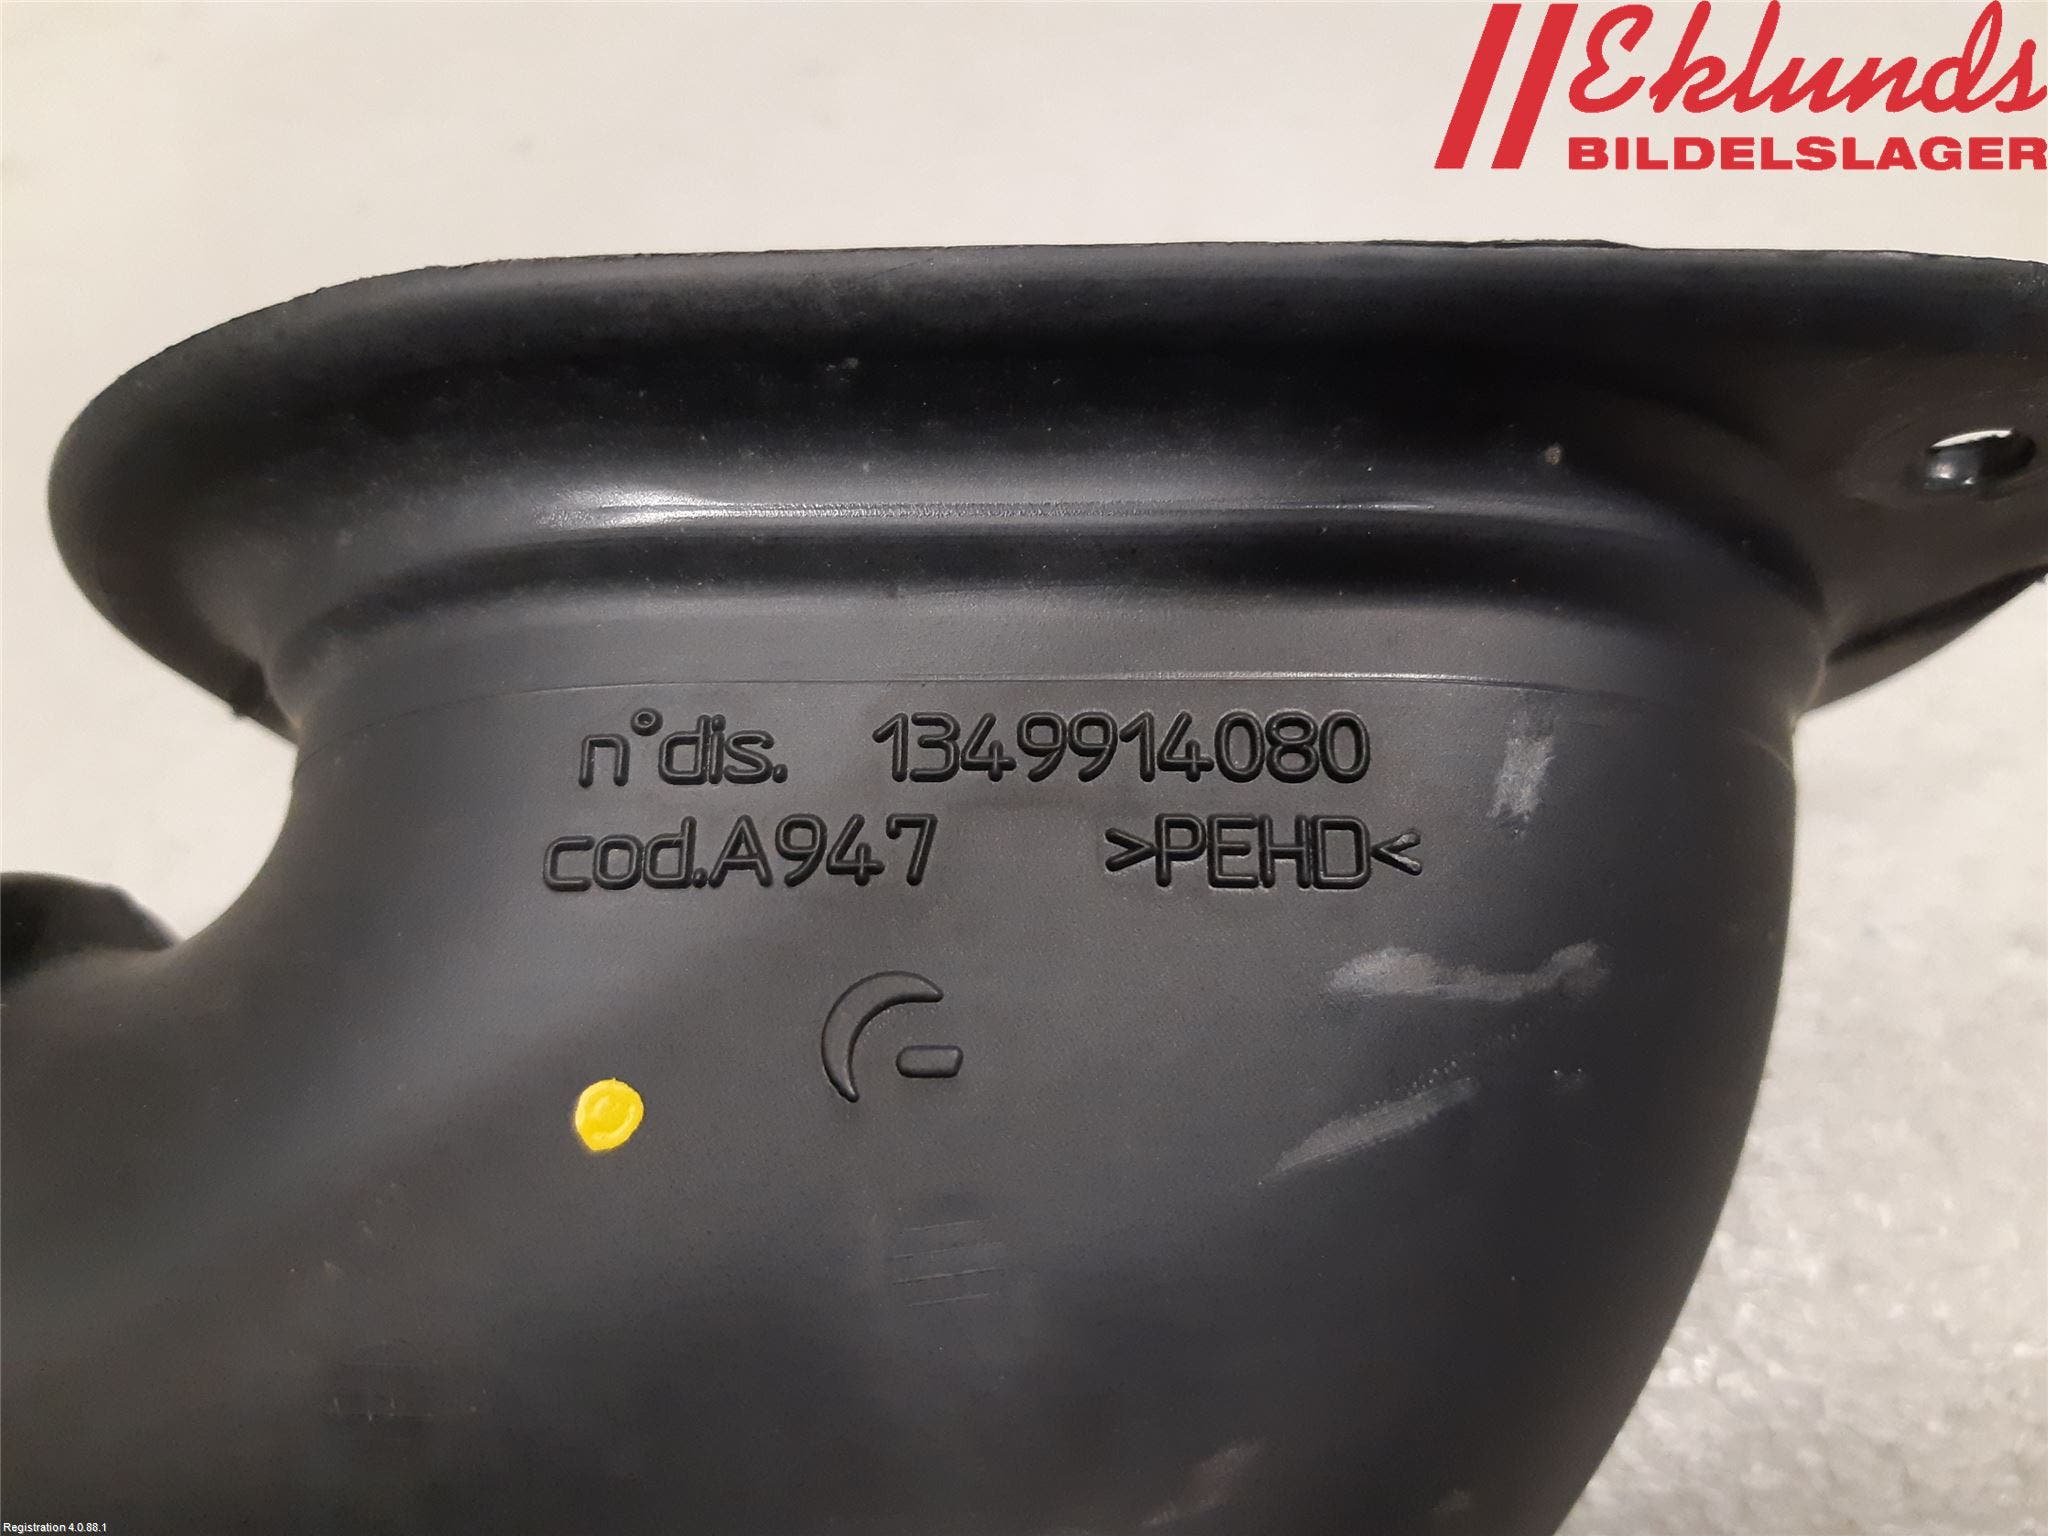 Eklunds
BILDELSLAGER
n°dis. 1349914080
cod.A947 >PEHD<
Registration 4.0.88.1